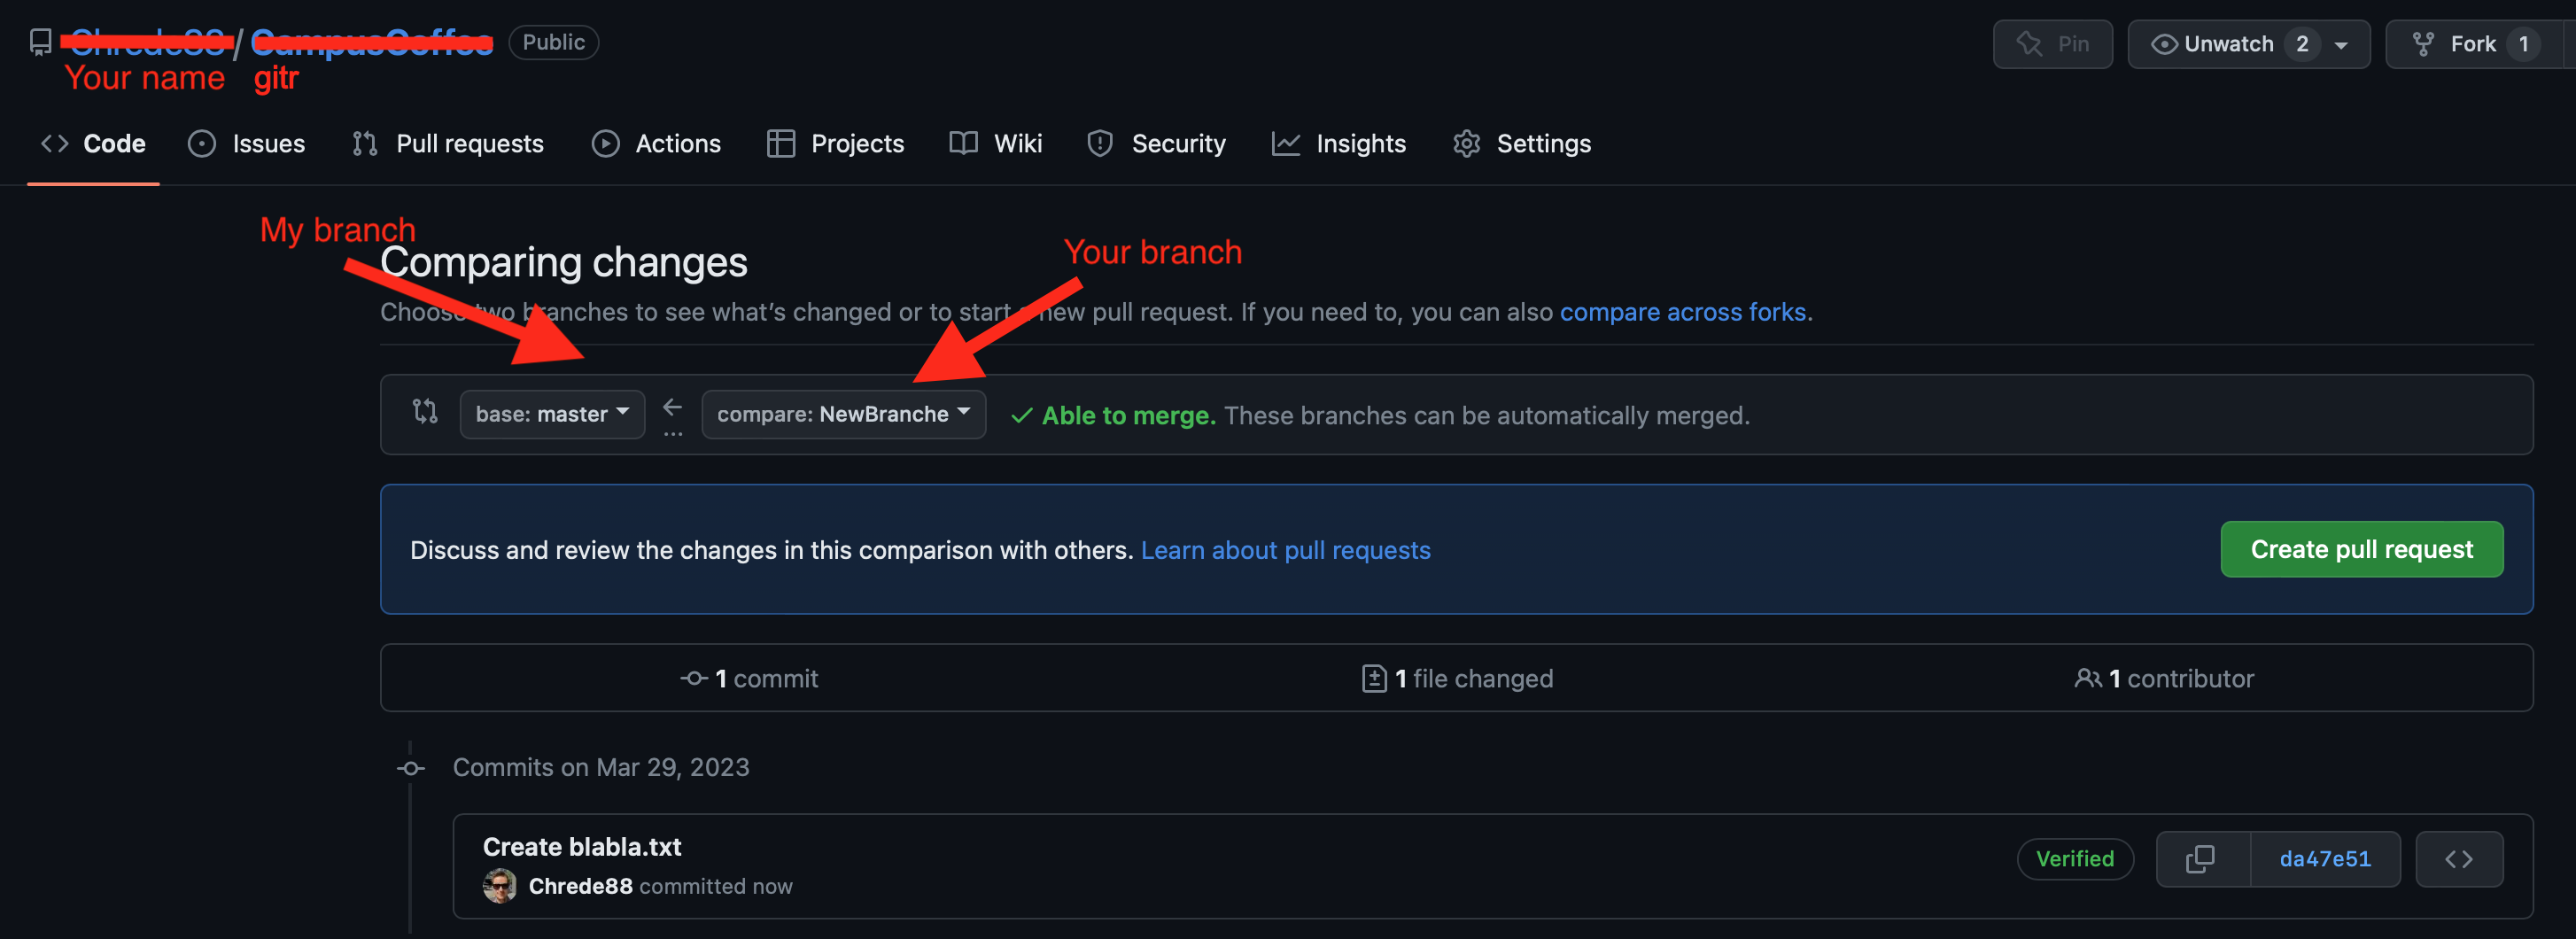 Chrede88 / CampusCoffee Public Pin Unwatch 2 Fork 1
Your name gitr
Code Issues Pull requests Actions Projects Wiki Security Insights Settings
My branch
Your branch
Comparing changes
Choose two branches to see what's changed or to start a new pull request. If you need to, you can also compare across forks.
base: master ← ... compare: NewBranche ✓ Able to merge. These branches can be automatically merged.
Discuss and review the changes in this comparison with others. Learn about pull requests Create pull request
1 commit 1 file changed 1 contributor
Commits on Mar 29, 2023
Create blabla.txt
Verified da47e51
Chrede88 committed now